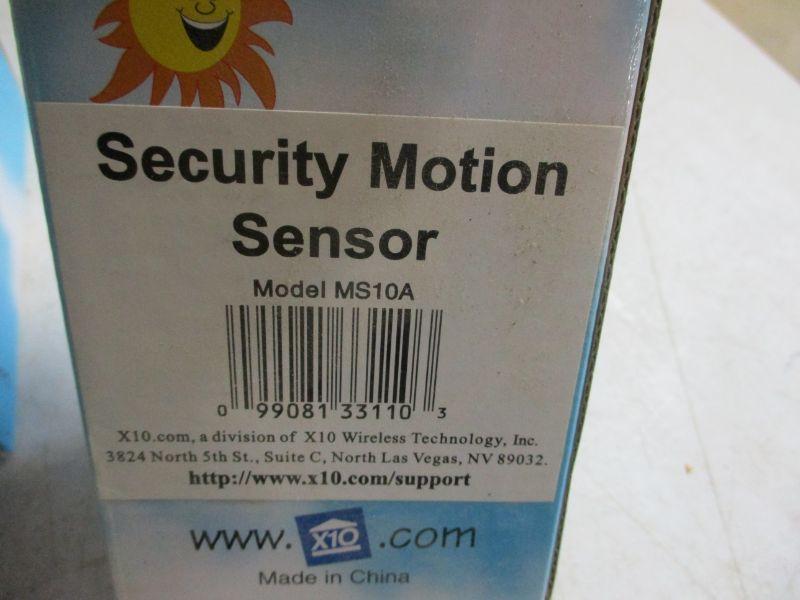 Security Motion
Sensor
Model MS10A
0 99081 33110 3
X10.com, a division of X10 Wireless Technology, Inc.
3824 North 5th St., Suite C, North Las Vegas, NV 89032.
http://www.x10.com/support
www.X10.com
Made in China